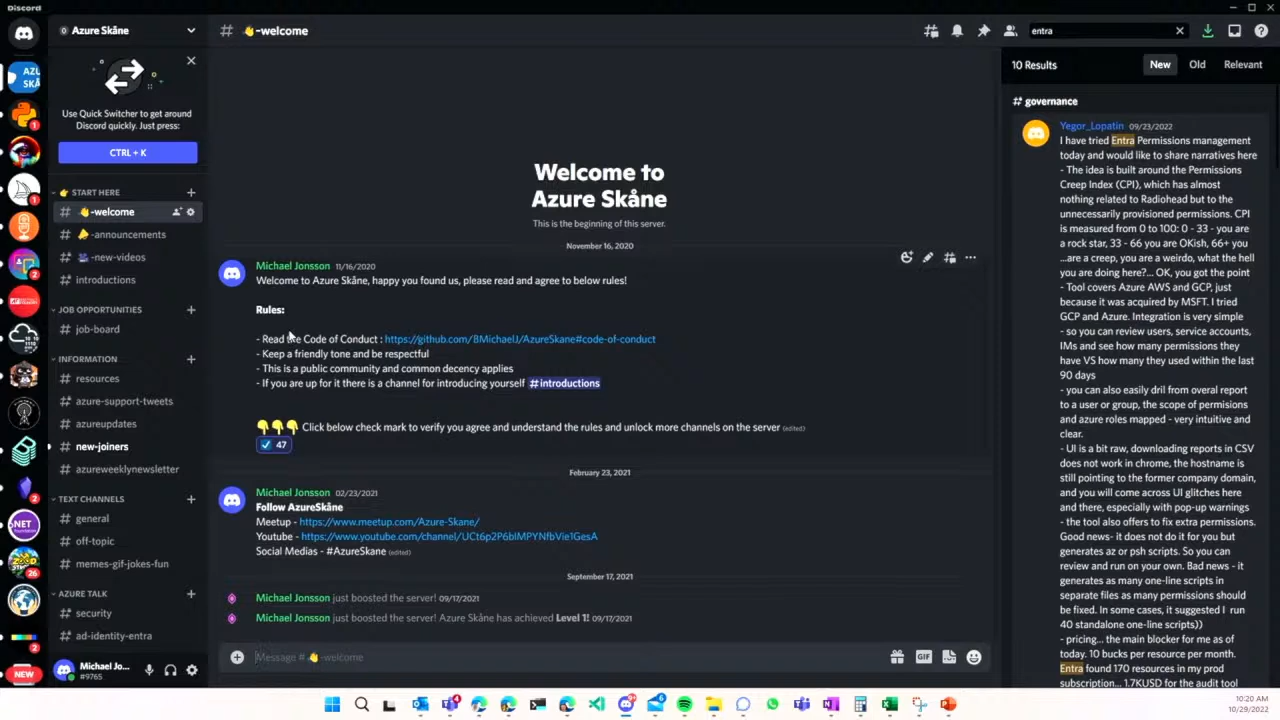 Discord
Azure Skåne
Use Quick Switcher to get around
Discord quickly. Just press:
CTRL + K
START HERE
-welcome
-announcements
-new-videos
introductions
JOB OPPORTUNITIES
job-board
INFORMATION
resources
azure-support-tweets
azureupdates
new-joiners
azureweeklynewsletter
TEXT CHANNELS
general
off-topic
memes-gif-jokes-fun
AZURE TALK
security
ad-identity-entra
Michael Jo...
#9765
AZU
SKÅ
1
1
2
2
.NET
26
2
NEW
# 👋-welcome
Welcome to
Azure Skåne
This is the beginning of this server.
November 16, 2020
Michael Jonsson 11/16/2020
Welcome to Azure Skåne, happy you found us, please read and agree to below rules!
Rules:
- Read the Code of Conduct : https://github.com/BMichaelJ/AzureSkane#code-of-conduct
- Keep a friendly tone and be respectful
- This is a public community and common decency applies
- If you are up for it there is a channel for introducing yourself #introductions
👇👇👇 Click below check mark to verify you agree and understand the rules and unlock more channels on the server (edited)
47
February 23, 2021
Michael Jonsson 02/23/2021
Follow AzureSkåne
Meetup - https://www.meetup.com/Azure-Skane/
Youtube - https://www.youtube.com/channel/UCt6p2P6bIMPYNfbVie1GesA
Social Medias - #AzureSkane (edited)
September 17, 2021
Michael Jonsson just boosted the server! 09/17/2021
Michael Jonsson just boosted the server! Azure Skåne has achieved Level 1! 09/17/2021
Message # 👋-welcome
GIF
entra
10 Results
New
Old
Relevant
# governance
Yegor_Lopatin 09/23/2022
I have tried Entra Permissions management
today and would like to share narratives here
- The idea is built around the Permissions
Creep Index (CPI), which has almost
nothing related to Radiohead but to the
unnecessarily provisioned permissions. CPI
is measured from 0 to 100: 0 - 33 - you are
a rock star, 33 - 66 you are OKish, 66+ you
...are a creep, you are a weirdo, what the hell
you are doing here?... OK, you got the point
- Tool covers Azure AWS and GCP, just
because it was acquired by MSFT. I tried
GCP and Azure. Integration is very simple
- so you can review users, service accounts,
IMs and see how many permissions they
have VS how many they used within the last
90 days
- you can also easily dril from overal report
to a user or group, the scope of permisions
and azure roles mapped - very intuitive and
clear.
- UI is a bit raw, downloading reports in CSV
does not work in chrome, the hostname is
still pointing to the former company domain,
and you will come across UI glitches here
and there, especially with pop-up warnings
- the tool also offers to fix extra permissions.
Good news- it does not do it for you but
generates az or psh scripts. So you can
review and run on your own. Bad news - it
generates as many one-line scripts in
separate files as many permissions should
be fixed. In some cases, it suggested I run
40 standalone one-line scripts))
- pricing... the main blocker for me as of
today. 10 bucks per resource per month.
Entra found 170 resources in my prod
subscription... 1.7KUSD for the audit tool
10:20 AM
10/29/2022